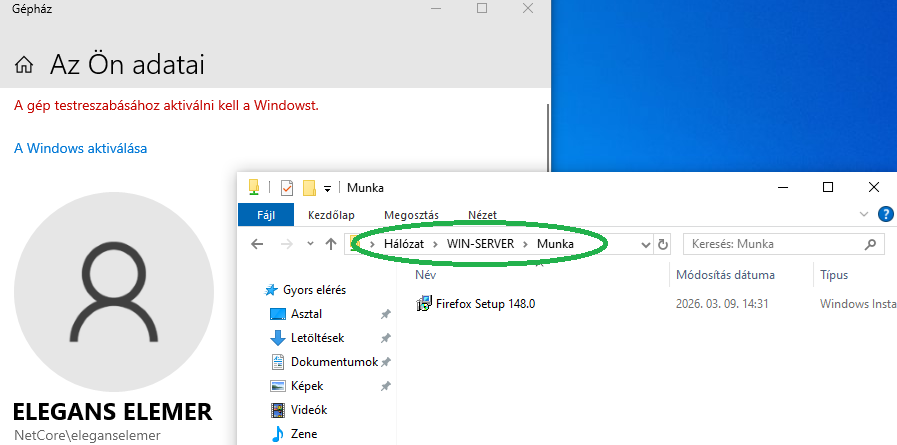 Gépház
Az Ön adatai
A gép testreszabásához aktiválni kell a Windowst.
A Windows aktiválása
ELEGANS ELEMER
NetCore\eleganselemer
Munka
Fájl
Kezdőlap
Megosztás
Nézet
Hálózat > WIN-SERVER > Munka
Keresés: Munka
Név
Módosítás dátuma
Típus
Gyors elérés
Asztal
Letöltések
Dokumentumok
Képek
Videók
Zene
Firefox Setup 148.0
2026. 03. 09. 14:31
Windows Insta